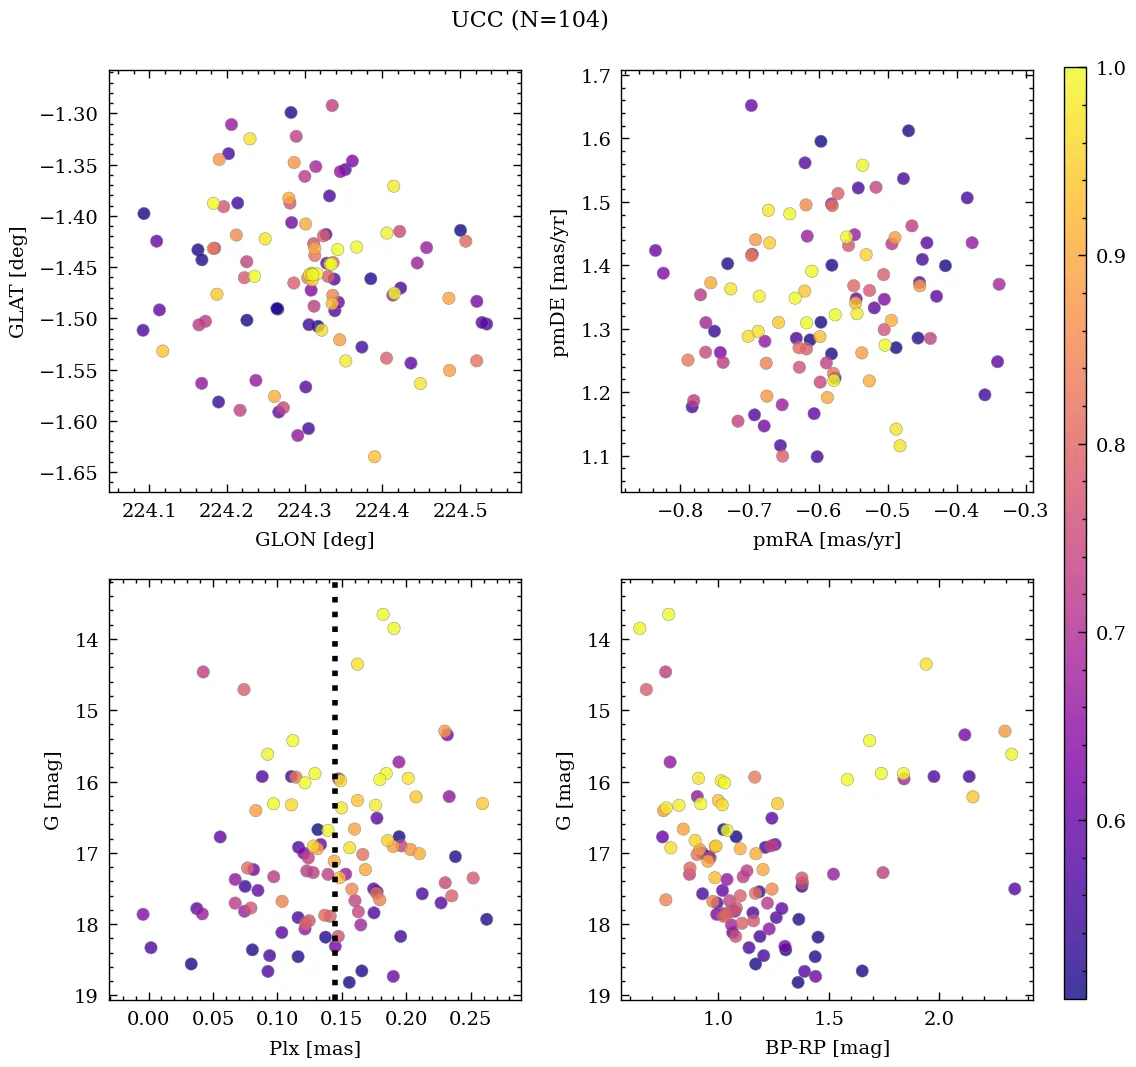 UCC (N=104)
−1.30
−1.35
−1.40
−1.45
−1.50
−1.55
−1.60
−1.65
GLAT [deg]
224.1 224.2 224.3 224.4 224.5
GLON [deg]
1.7
1.6
1.5
1.4
1.3
1.2
1.1
pmDE [mas/yr]
−0.8 −0.7 −0.6 −0.5 −0.4 −0.3
pmRA [mas/yr]
14
15
16
17
18
19
G [mag]
0.00 0.05 0.10 0.15 0.20 0.25
Plx [mas]
14
15
16
17
18
19
G [mag]
1.0 1.5 2.0
BP-RP [mag]
1.0
0.9
0.8
0.7
0.6